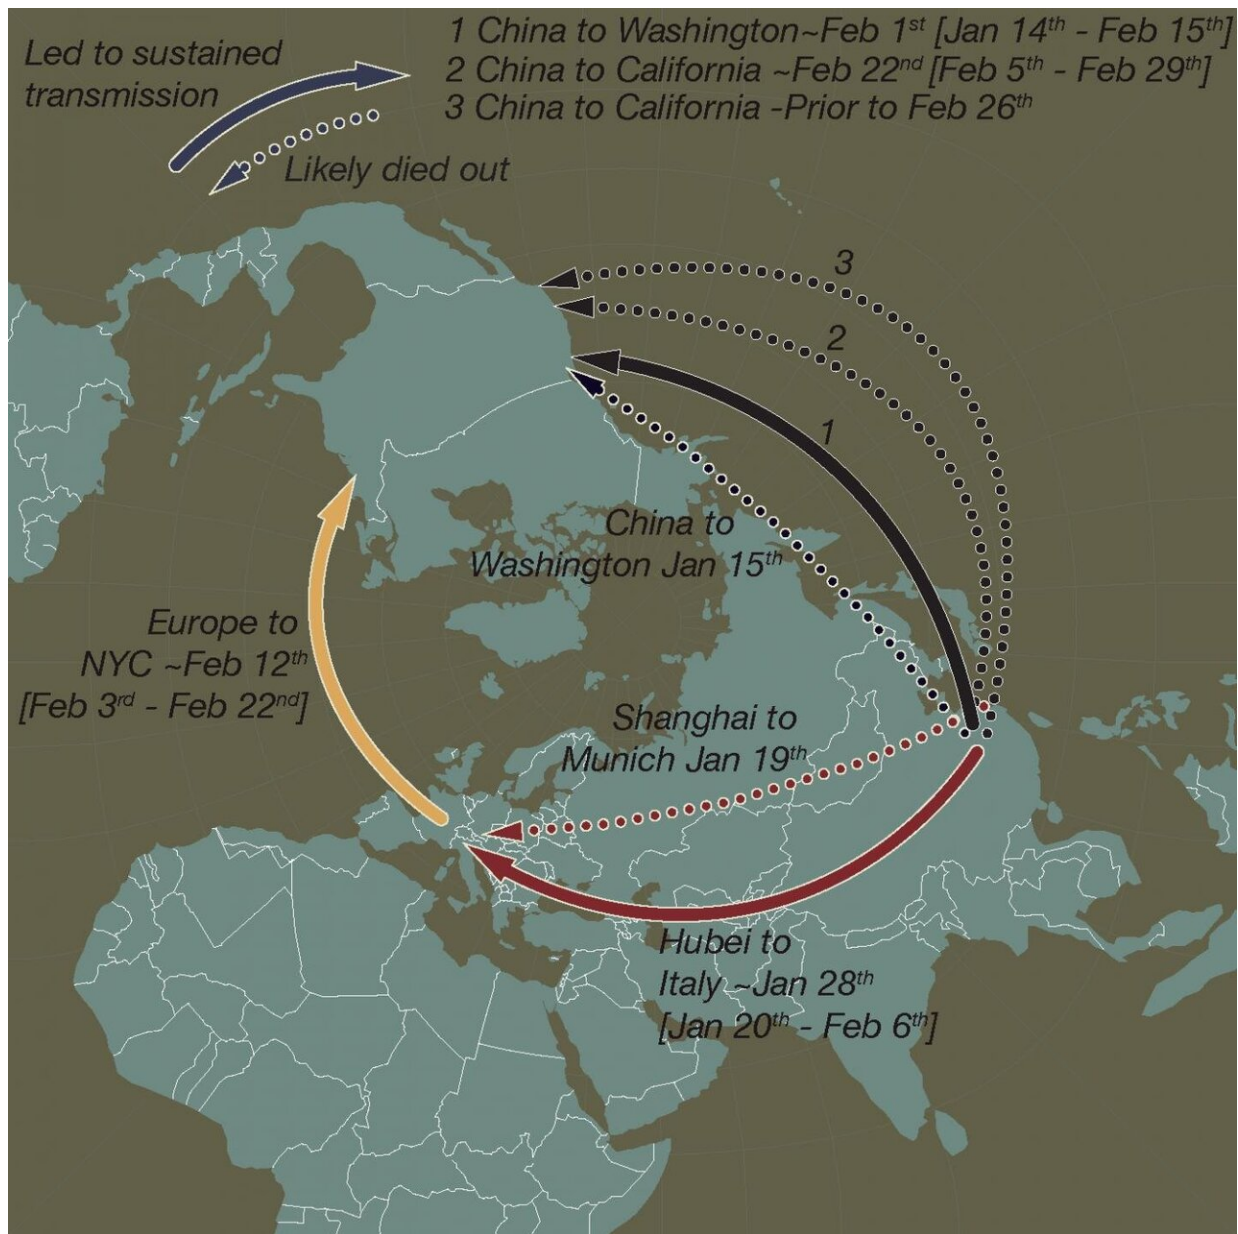 Led to sustained
transmission
Likely died out
1 China to Washington~Feb 1st [Jan 14th - Feb 15th]
2 China to California ~Feb 22nd [Feb 5th - Feb 29th]
3 China to California -Prior to Feb 26th
3
2
1
China to
Washington Jan 15th
Europe to
NYC ~Feb 12th
[Feb 3rd - Feb 22nd]
Shanghai to
Munich Jan 19th
Hubei to
Italy ~Jan 28th
[Jan 20th - Feb 6th]